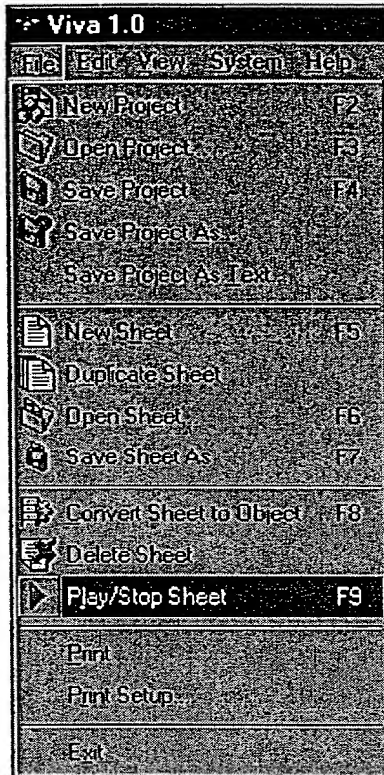 Viva 1.0
File Edit View System Help
New Project F2
Open Project... F3
Save Project F4
Save Project As...
Save Project As Text...
New Sheet F5
Duplicate Sheet
Open Sheet... F6
Save Sheet As F7
Convert Sheet to Object F8
Delete Sheet
Play/Stop Sheet F9
Print
Print Setup...
Exit